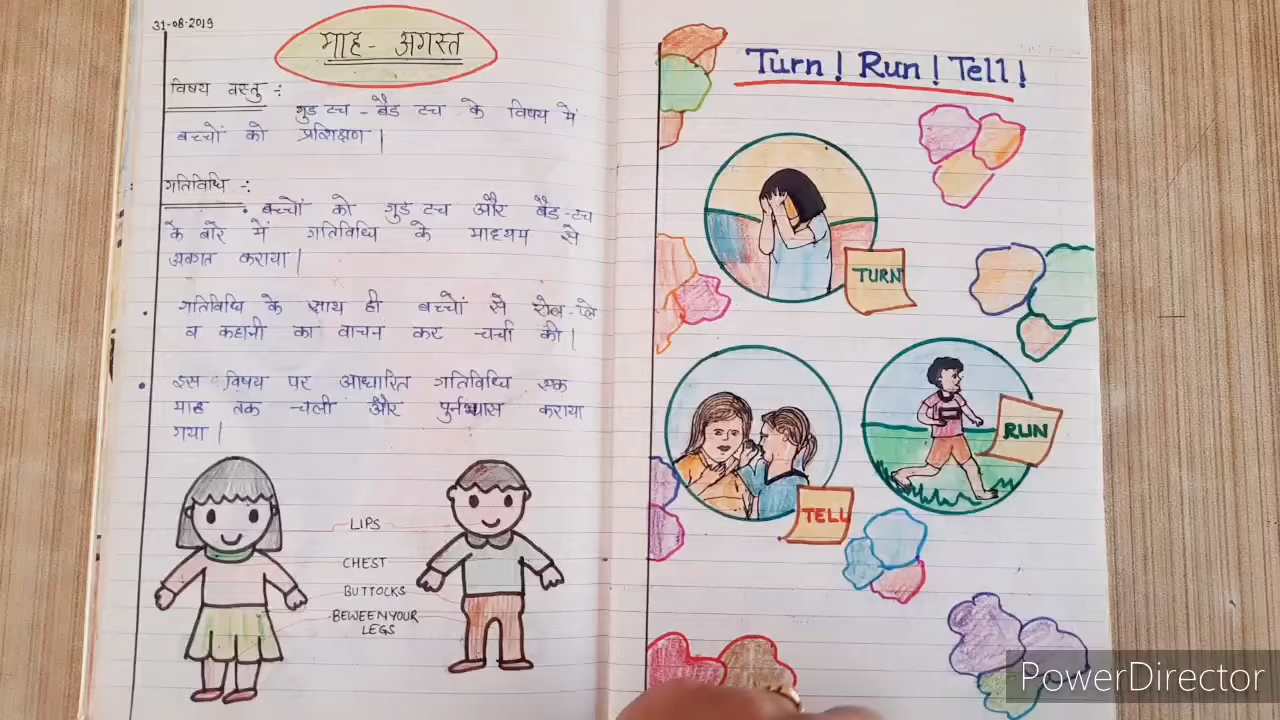 31-08-2019
माह - अगस्त
विषय वस्तु :-
गुड टच - बैड टच के विषय में
बच्चों को प्रशिक्षण |
गतिविधि -:
• बच्चों को गुड टच और बैड-टच
के बारे में गतिविधि के माध्यम से
अवगत कराया |
• गतिविधि के साथ ही बच्चों से रोल-प्ले
व कहानी का वाचन कर चर्चा की |
• इस विषय पर आधारित गतिविधि एक
माह तक चली और पुर्नभ्यास कराया
गया |
LIPS
CHEST
BUTTOCKS
BEWEEN YOUR
LEGS
Turn! Run! Tell!
TURN
RUN
TELL
PowerDirector